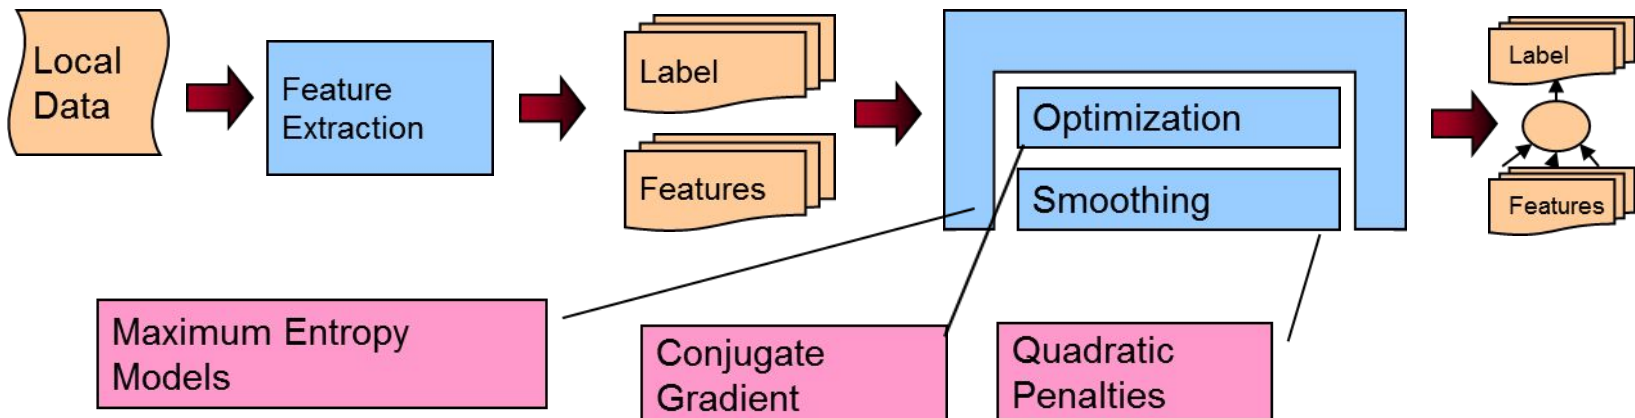 Local
Data
Feature
Extraction
Label
Features
Optimization
Smoothing
Label
Features
Maximum Entropy
Models
Conjugate
Gradient
Quadratic
Penalties